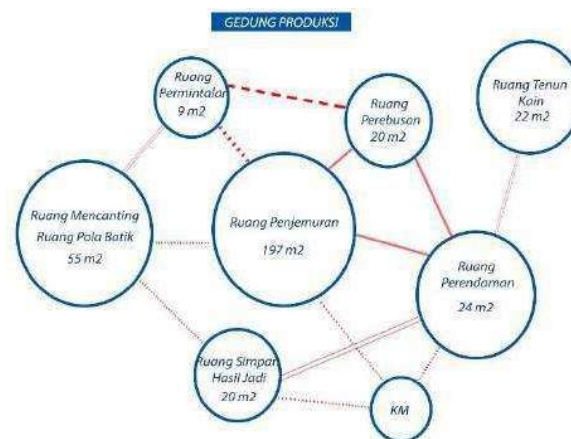 GEDUNG PRODUKSI
Ruang
Permintalan
9 m2
Ruang
Perebusan
20 m2
Ruang Tenun
Kain
22 m2
Ruang Mencanting
Ruang Pola Batik
55 m2
Ruang Penjemuran
197 m2
Ruang
Perendaman
24 m2
Ruang Simpan
Hasil Jadi
20 m2
KM